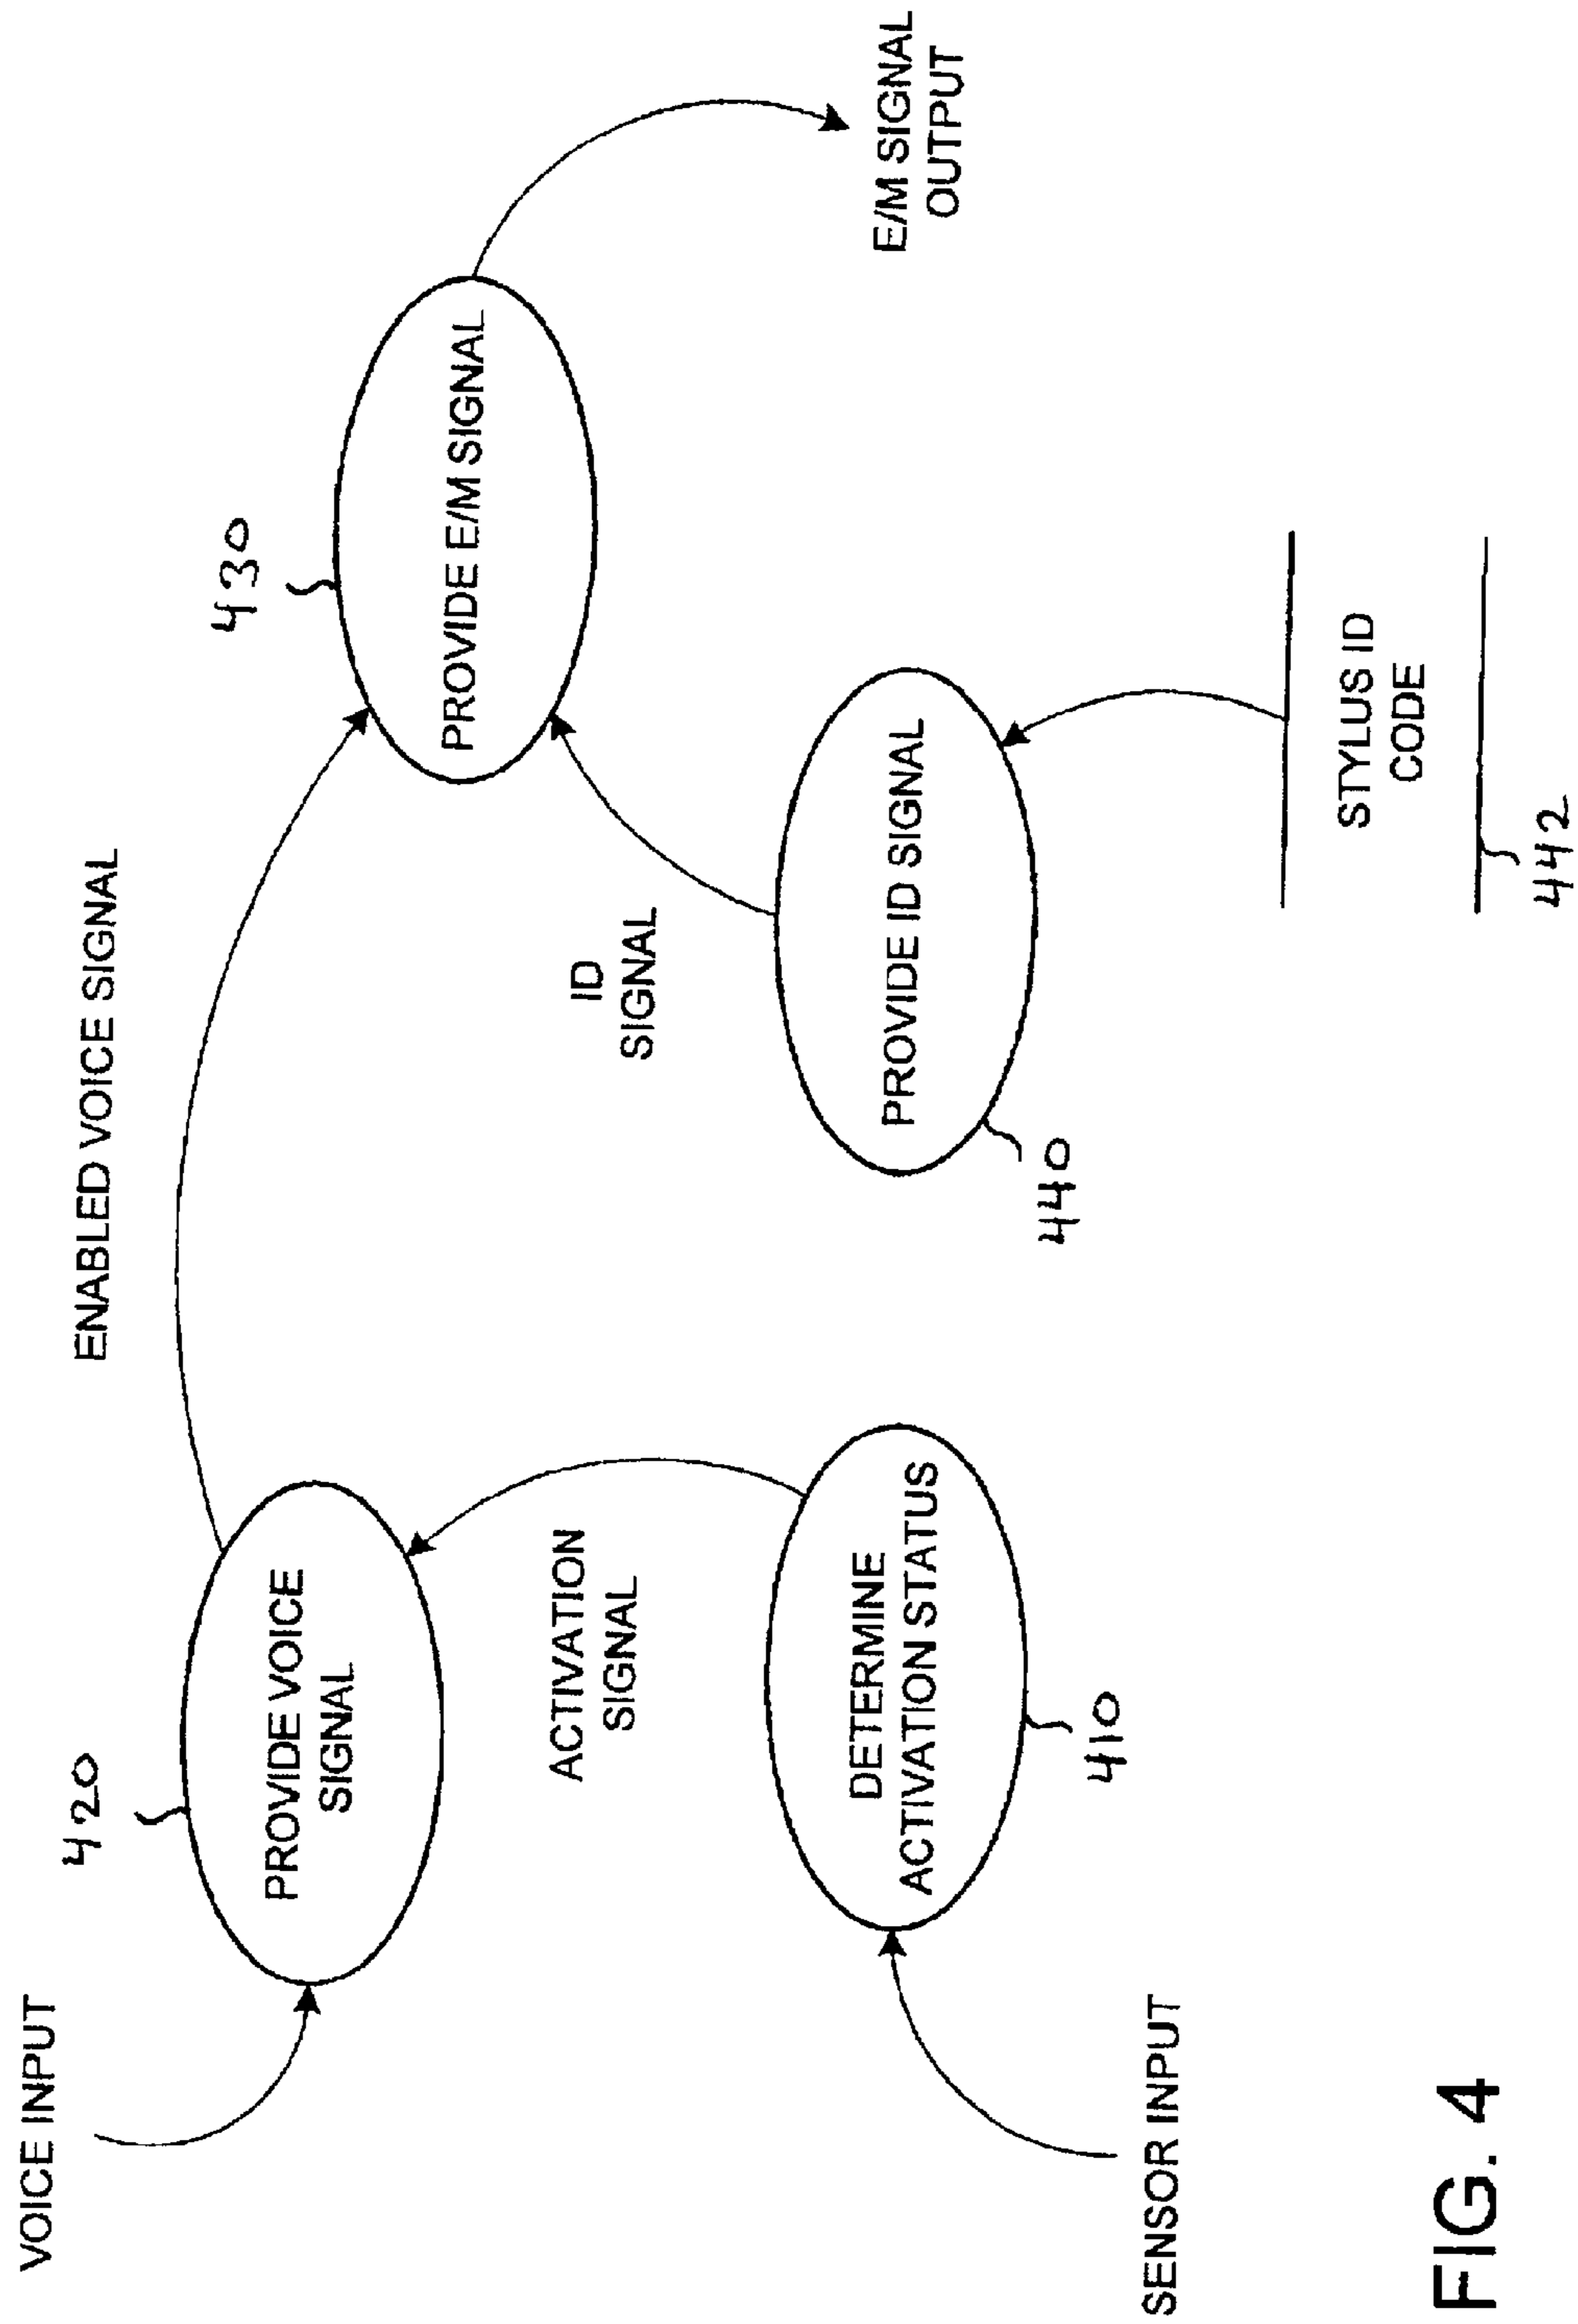 VOICE INPUT
420
PROVIDE VOICE
SIGNAL
ENABLED VOICE SIGNAL
430
PROVIDE E/M SIGNAL
E/M SIGNAL
OUTPUT
ACTIVATION
SIGNAL
ID
SIGNAL
DETERMINE
ACTIVATION STATUS
410
PROVIDE ID SIGNAL
440
SENSOR INPUT
STYLUS ID
CODE
442
FIG. 4